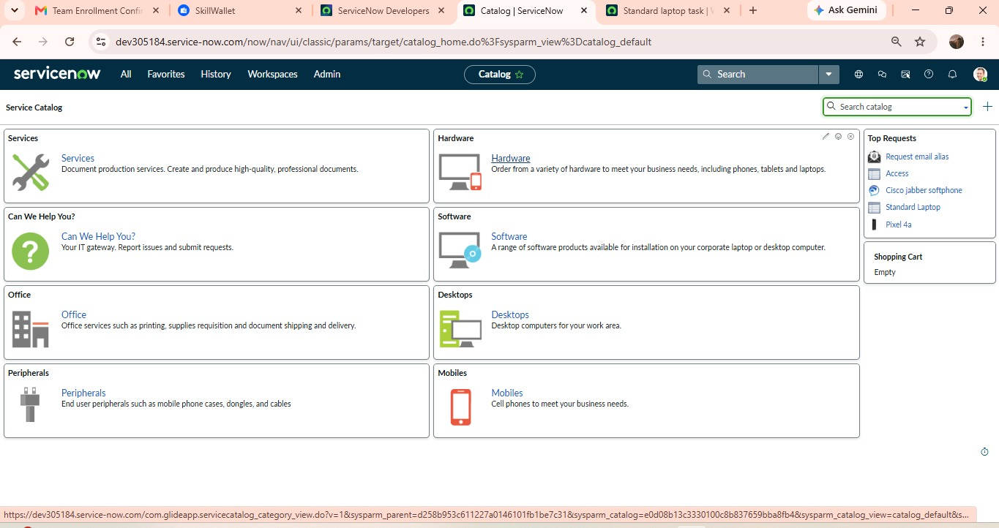 Team Enrollment Confi
SkillWallet
ServiceNow Developers
Catalog | ServiceNow
Standard laptop task |
Ask Gemini
dev305184.service-now.com/now/nav/ui/classic/params/target/catalog_home.do%3Fsysparm_view%3Dcatalog_default
servicenow All Favorites History Workspaces Admin
Catalog
Search
Service Catalog
Search catalog
Services
Services
Document production services. Create and produce high-quality, professional documents.
Hardware
Hardware
Order from a variety of hardware to meet your business needs, including phones, tablets and laptops.
Can We Help You?
Can We Help You?
Your IT gateway. Report issues and submit requests.
Software
Software
A range of software products available for installation on your corporate laptop or desktop computer.
Office
Office
Office services such as printing, supplies requisition and document shipping and delivery.
Desktops
Desktops
Desktop computers for your work area.
Peripherals
Peripherals
End user peripherals such as mobile phone cases, dongles, and cables
Mobiles
Mobiles
Cell phones to meet your business needs.
Top Requests
Request email alias
Access
Cisco jabber softphone
Standard Laptop
Pixel 4a
Shopping Cart
Empty
https://dev305184.service-now.com/com.glideapp.servicecatalog_category_view.do?v=1&sysparm_parent=d258b953c611227a0146101fb1be7c31&sysparm_catalog=e0d08b13c3330100c8b837659bba8fb4&sysparm_catalog_view=catalog_default&s...